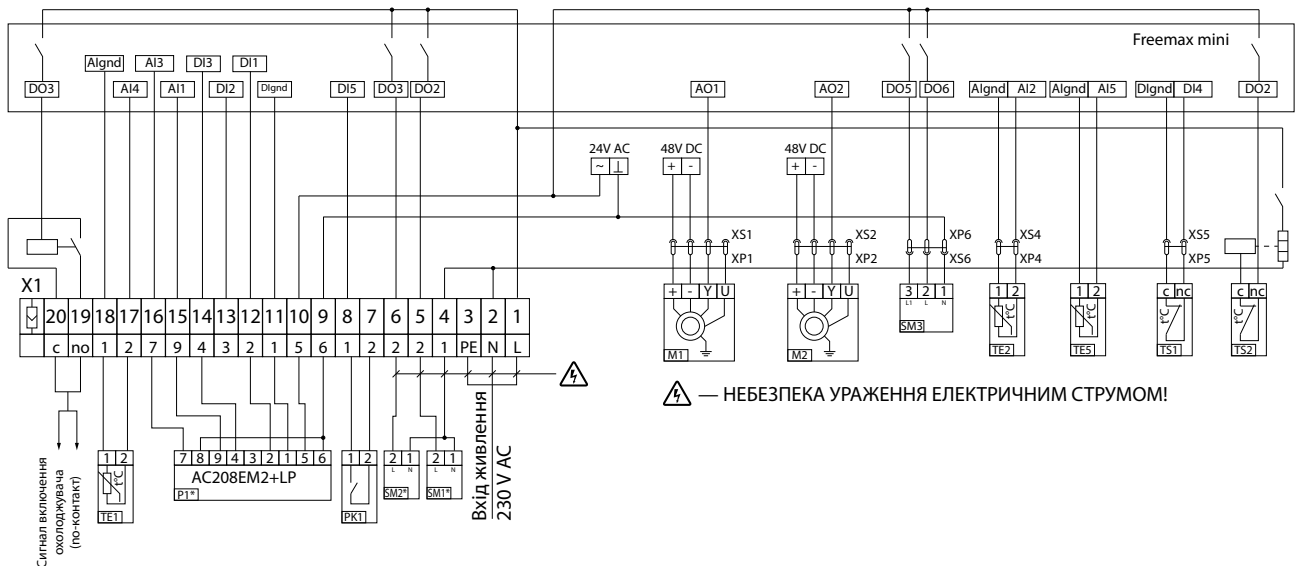 Freemax mini
AIgnd AI3 DI3 DI1
DO3 AI4 AI1 DI2 DIgnd DI5 DO3 DO2 AO1 AO2 DO5 DO6 AIgnd AI2 AIgnd AI5 DIgnd DI4 DO2
24V AC 48V DC 48V DC
~ ⊥ + - + -
XS1 XS2 XP6 XS4 XS5
XP1 XP2 XS6 XP4 XP5
X1
+ - Y U + - Y U 3 2 1 1 2 1 2 c nc c nc
L1 L N
20 19 18 17 16 15 14 13 12 11 10 9 8 7 6 5 4 3 2 1
t°C t°C t°C t°C
SM3
c no 1 2 7 9 4 3 2 1 5 6 1 2 2 2 1 PE N L
M1 M2 TE2 TE5 TS1 TS2
— НЕБЕЗПЕКА УРАЖЕННЯ ЕЛЕКТРИЧНИМ СТРУМОМ!
Сигнал включення
охолоджувача
(no-контакт)
1 2 7 8 9 4 3 2 1 5 6 1 2 2 1 2 1
L N L N
t°C AC208EM2+LP
TE1 P1* PK1 SM2* SM1*
Вхід живлення
230 V AC